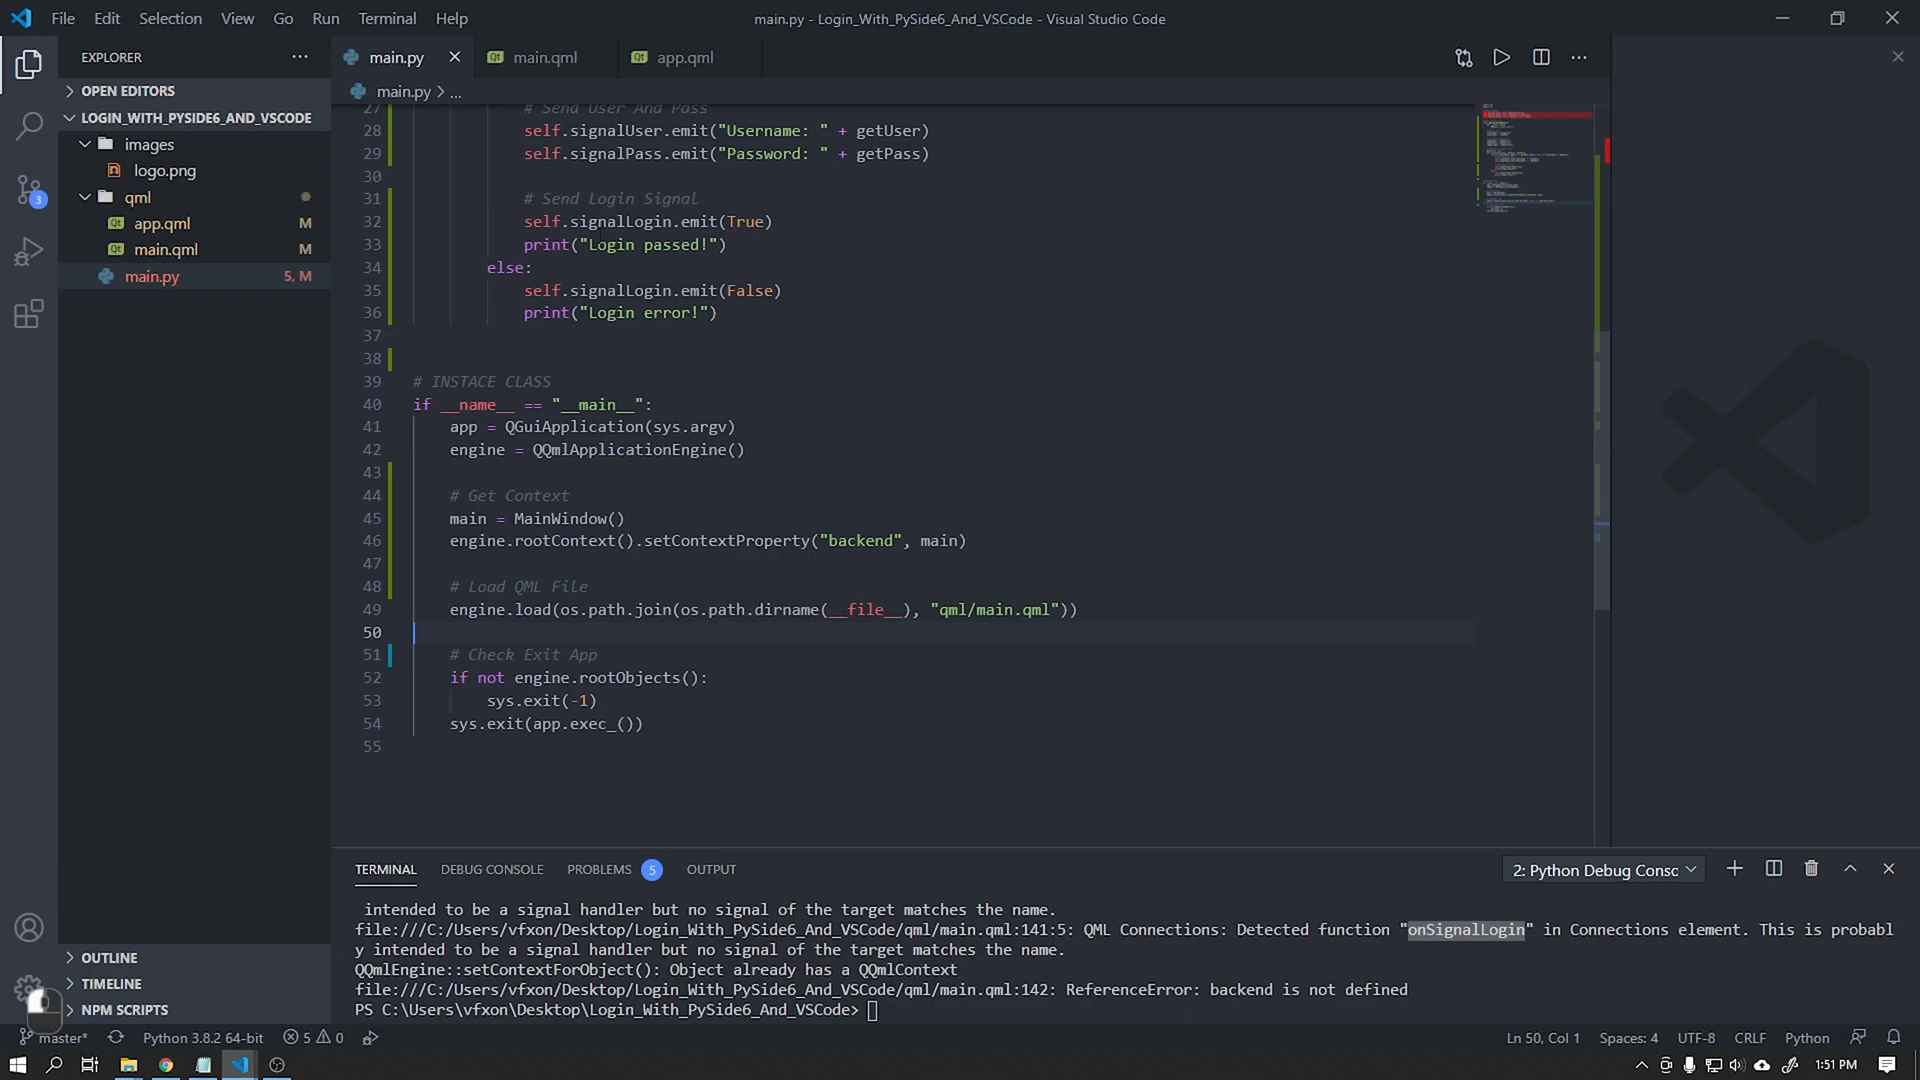 File Edit Selection View Go Run Terminal Help
main.py - Login_With_PySide6_And_VSCode - Visual Studio Code
EXPLORER
main.py
main.qml
app.qml
OPEN EDITORS
main.py > ...
LOGIN_WITH_PYSIDE6_AND_VSCODE
images
logo.png
qml
app.qml M
main.qml M
main.py 5, M
3
27 # Send User And Pass
28 self.signalUser.emit("Username: " + getUser)
29 self.signalPass.emit("Password: " + getPass)
30
31 # Send Login Signal
32 self.signalLogin.emit(True)
33 print("Login passed!")
34 else:
35 self.signalLogin.emit(False)
36 print("Login error!")
37
38
39 # INSTACE CLASS
40 if __name__ == "__main__":
41 app = QGuiApplication(sys.argv)
42 engine = QQmlApplicationEngine()
43
44 # Get Context
45 main = MainWindow()
46 engine.rootContext().setContextProperty("backend", main)
47
48 # Load QML File
49 engine.load(os.path.join(os.path.dirname(__file__), "qml/main.qml"))
50
51 # Check Exit App
52 if not engine.rootObjects():
53 sys.exit(-1)
54 sys.exit(app.exec_())
55
TERMINAL DEBUG CONSOLE PROBLEMS 5 OUTPUT
2: Python Debug Consc
intended to be a signal handler but no signal of the target matches the name.
file:///C:/Users/vfxon/Desktop/Login_With_PySide6_And_VSCode/qml/main.qml:141:5: QML Connections: Detected function "onSignalLogin" in Connections element. This is probabl
y intended to be a signal handler but no signal of the target matches the name.
QQmlEngine::setContextForObject(): Object already has a QQmlContext
file:///C:/Users/vfxon/Desktop/Login_With_PySide6_And_VSCode/qml/main.qml:142: ReferenceError: backend is not defined
PS C:\Users\vfxon\Desktop\Login_With_PySide6_And_VSCode>
OUTLINE
TIMELINE
NPM SCRIPTS
master* Python 3.8.2 64-bit 5 0
Ln 50, Col 1 Spaces: 4 UTF-8 CRLF Python
1:51 PM